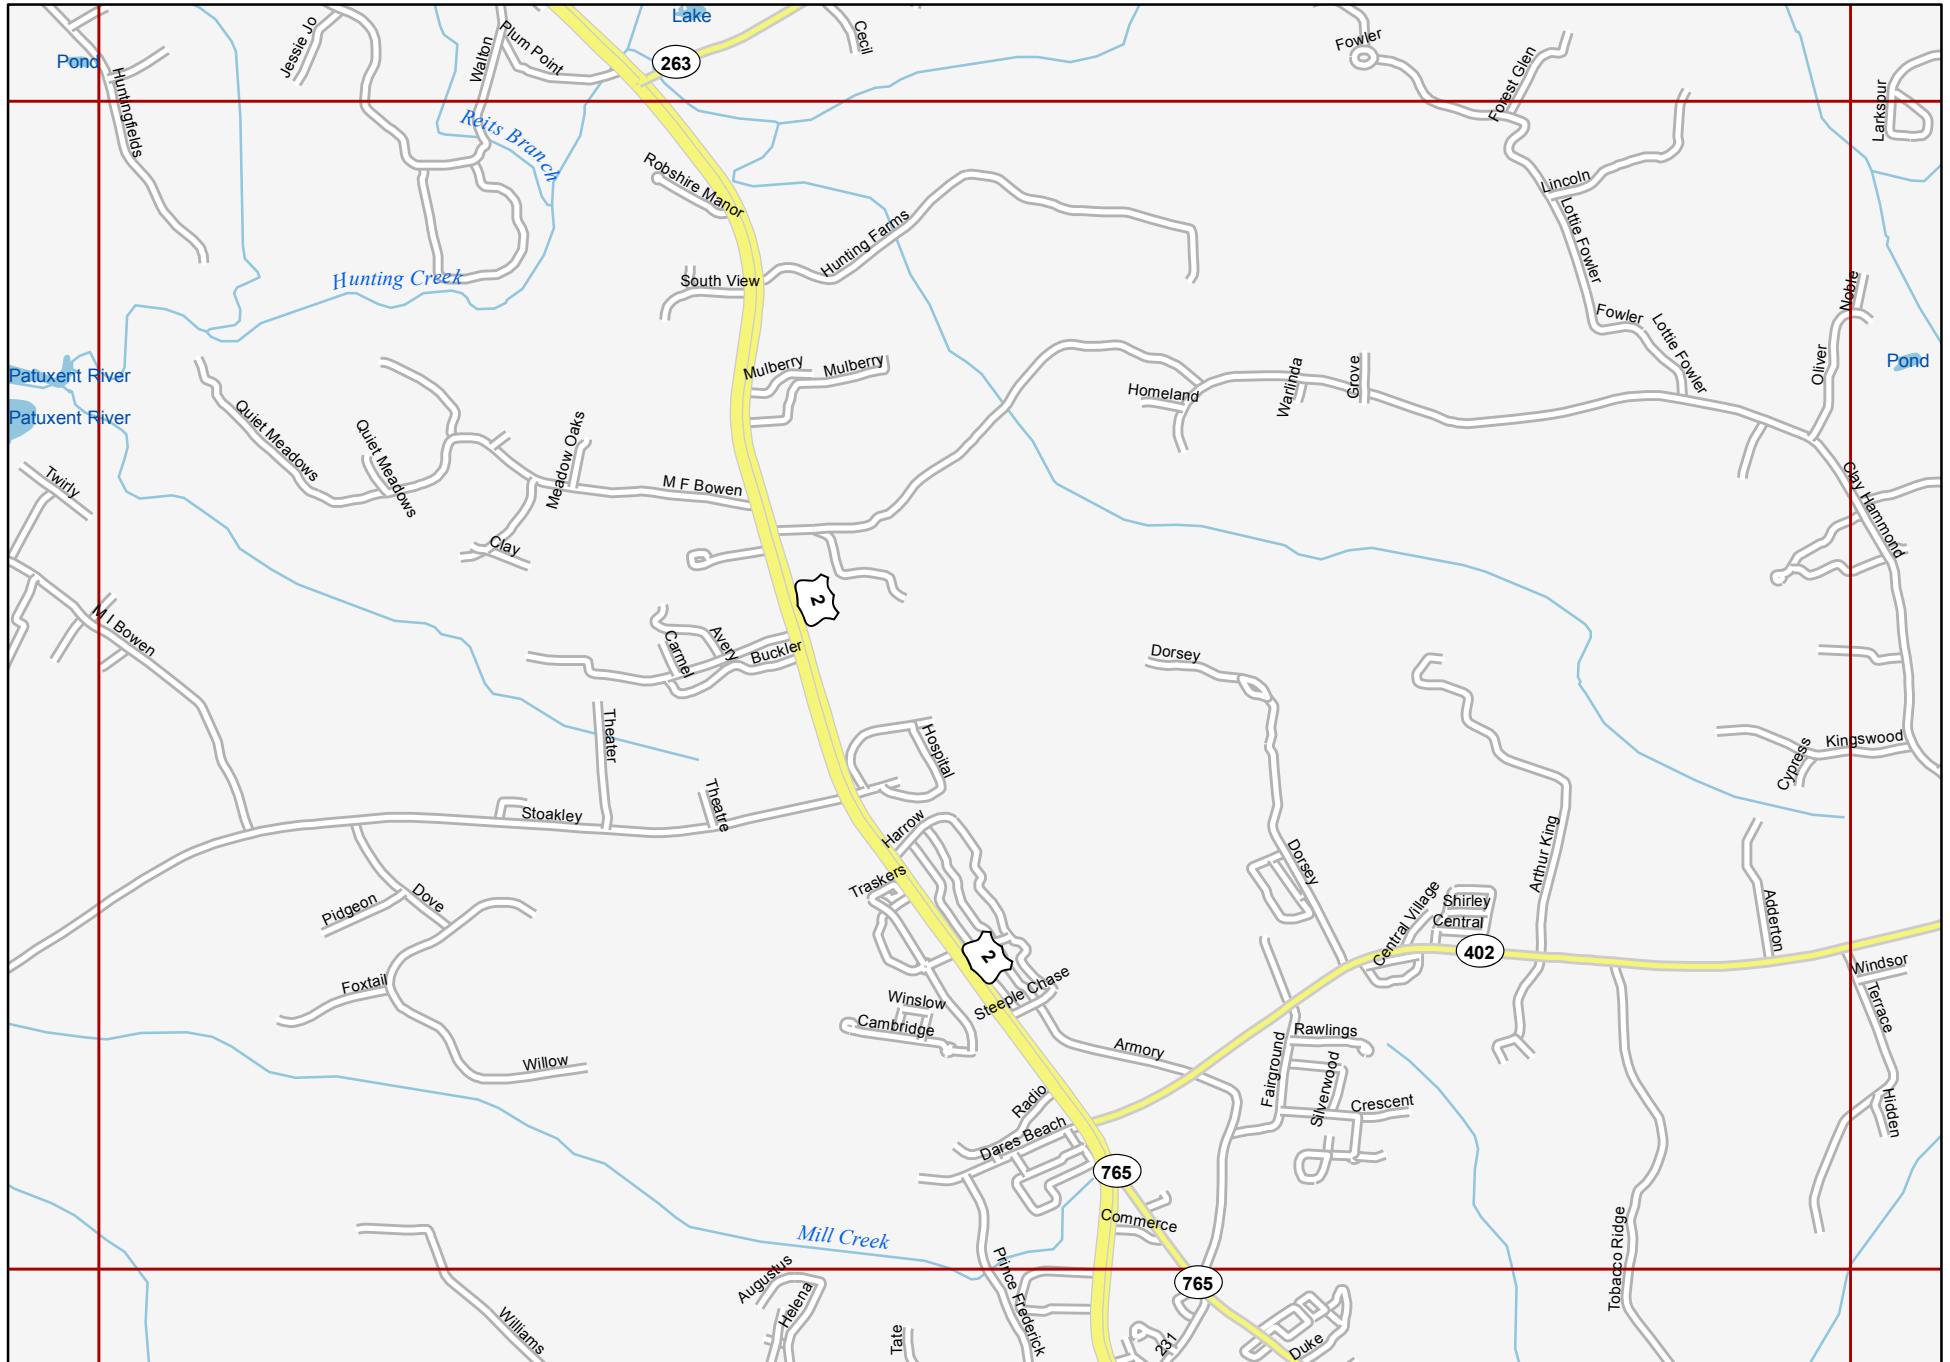 Lake
Jessie Jo
Walton
Plum Point
Cecil
Fowler
Forest Glen
Pond
263
Huntingfields
Larkspur
Reits Branch
Robshire Manor
Lincoln
Lottie Fowler
Hunting Farms
Hunting Creek
South View
Noble
Fowler
Lottie Fowler
Mulberry
Mulberry
Oliver
Pond
Patuxent River
Homeland
Warlinda
Grove
Patuxent River
Quiet Meadows
Quiet Meadows
Meadow Oaks
Twirly
M F Bowen
Clay Hammond
Clay
2
M I Bowen
Carmel
Avery
Buckler
Dorsey
Theater
Hospital
Kingswood
Cypress
Theatre
Stoakley
Harrow
Arthur King
Dorsey
Traskers
Pidgeon
Dove
Central Village
Shirley
Central
Adderton
402
2
Windsor
Foxtail
Steeple Chase
Winslow
Terrace
Cambridge
Rawlings
Armory
Willow
Fairground
Silverwood
Radio
Crescent
Hidden
Dares Beach
765
Commerce
Mill Creek
Tobacco Ridge
Prince Frederick
Augustus
765
Helena
Williams
Tate
231
Duke